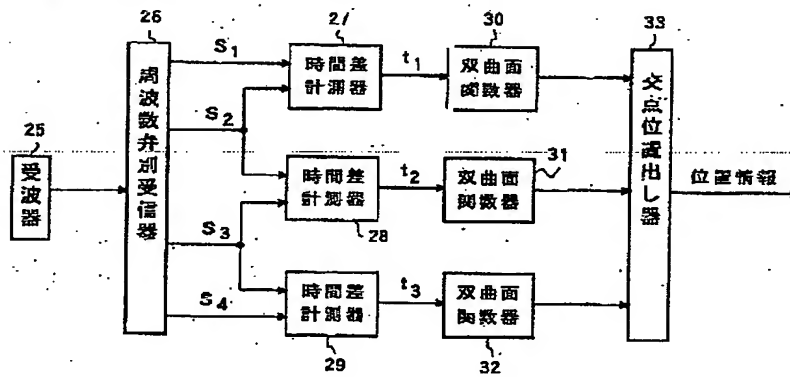 25
受波器
26
周波数弁別受信器
S1
S2
S3
S4
27
時間差
計測器
t1
30
双曲面
関数器
時間差
計測器
28
t2
31
双曲面
関数器
時間差
計測器
29
t3
双曲面
関数器
32
33
交点位置出し器
位置情報